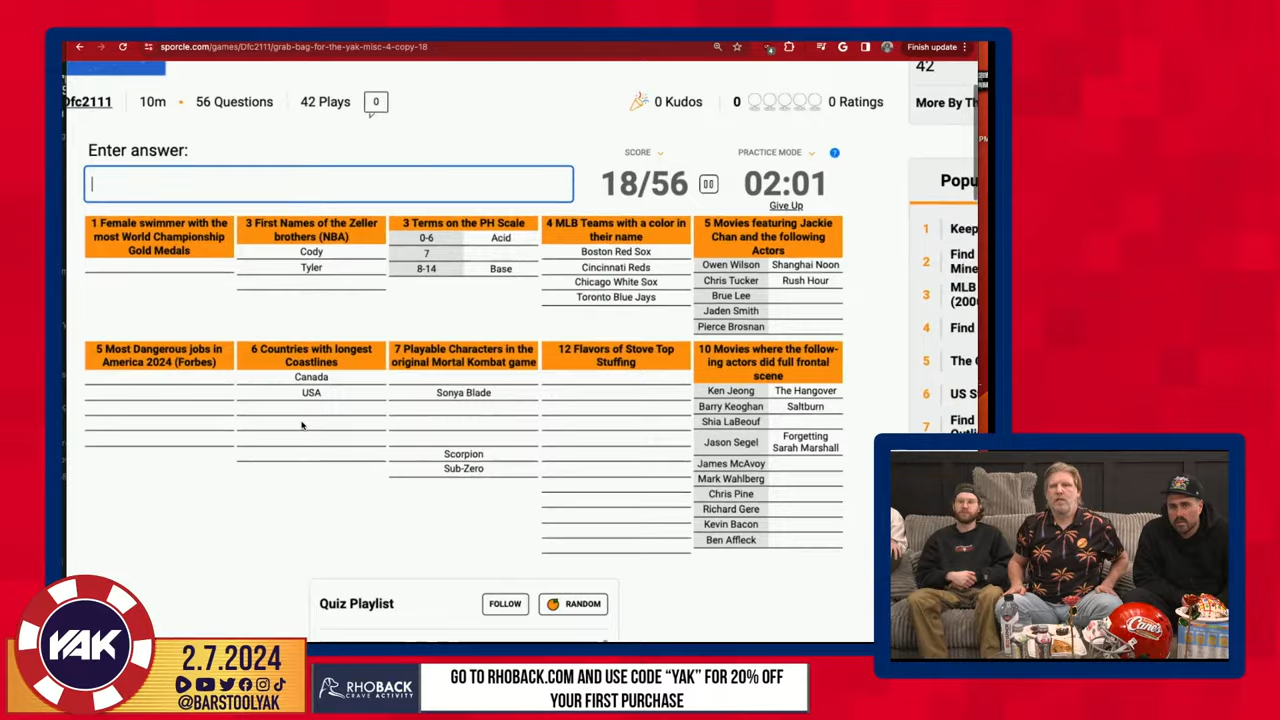 sporcle.com/games/Dfc2111/grab-bag-for-the-yak-misc-4-copy-18
Finish update
Dfc2111
10m • 56 Questions
42 Plays
0
0 Kudos
0
0 Ratings
42
More By Th
Enter answer:
SCORE
18/56
PRACTICE MODE
?
02:01
Give Up
1 Female swimmer with the
most World Championship
Gold Medals
3 First Names of the Zeller
brothers (NBA)
Cody
Tyler
3 Terms on the PH Scale
0-6 Acid
7
8-14 Base
4 MLB Teams with a color in
their name
Boston Red Sox
Cincinnati Reds
Chicago White Sox
Toronto Blue Jays
5 Movies featuring Jackie
Chan and the following
Actors
Owen Wilson Shanghai Noon
Chris Tucker Rush Hour
Brue Lee
Jaden Smith
Pierce Brosnan
5 Most Dangerous jobs in
America 2024 (Forbes)
6 Countries with longest
Coastlines
Canada
USA
7 Playable Characters in the
original Mortal Kombat game
Sonya Blade
Scorpion
Sub-Zero
12 Flavors of Stove Top
Stuffing
10 Movies where the follow-
ing actors did full frontal
scene
Ken Jeong The Hangover
Barry Keoghan Saltburn
Shia LaBeouf
Jason Segel Forgetting
Sarah Marshall
James McAvoy
Mark Wahlberg
Chris Pine
Richard Gere
Kevin Bacon
Ben Affleck
Popu
1 Keep
2 Find
Mine
3 MLB
(200
4 Find
5 The
6 US S
7 Find
Quiz Playlist
FOLLOW
RANDOM
YAK
2.7.2024
@BARSTOOLYAK
RHOBACK
CRAVE ACTIVITY
GO TO RHOBACK.COM AND USE CODE “YAK” FOR 20% OFF
YOUR FIRST PURCHASE
Cane's